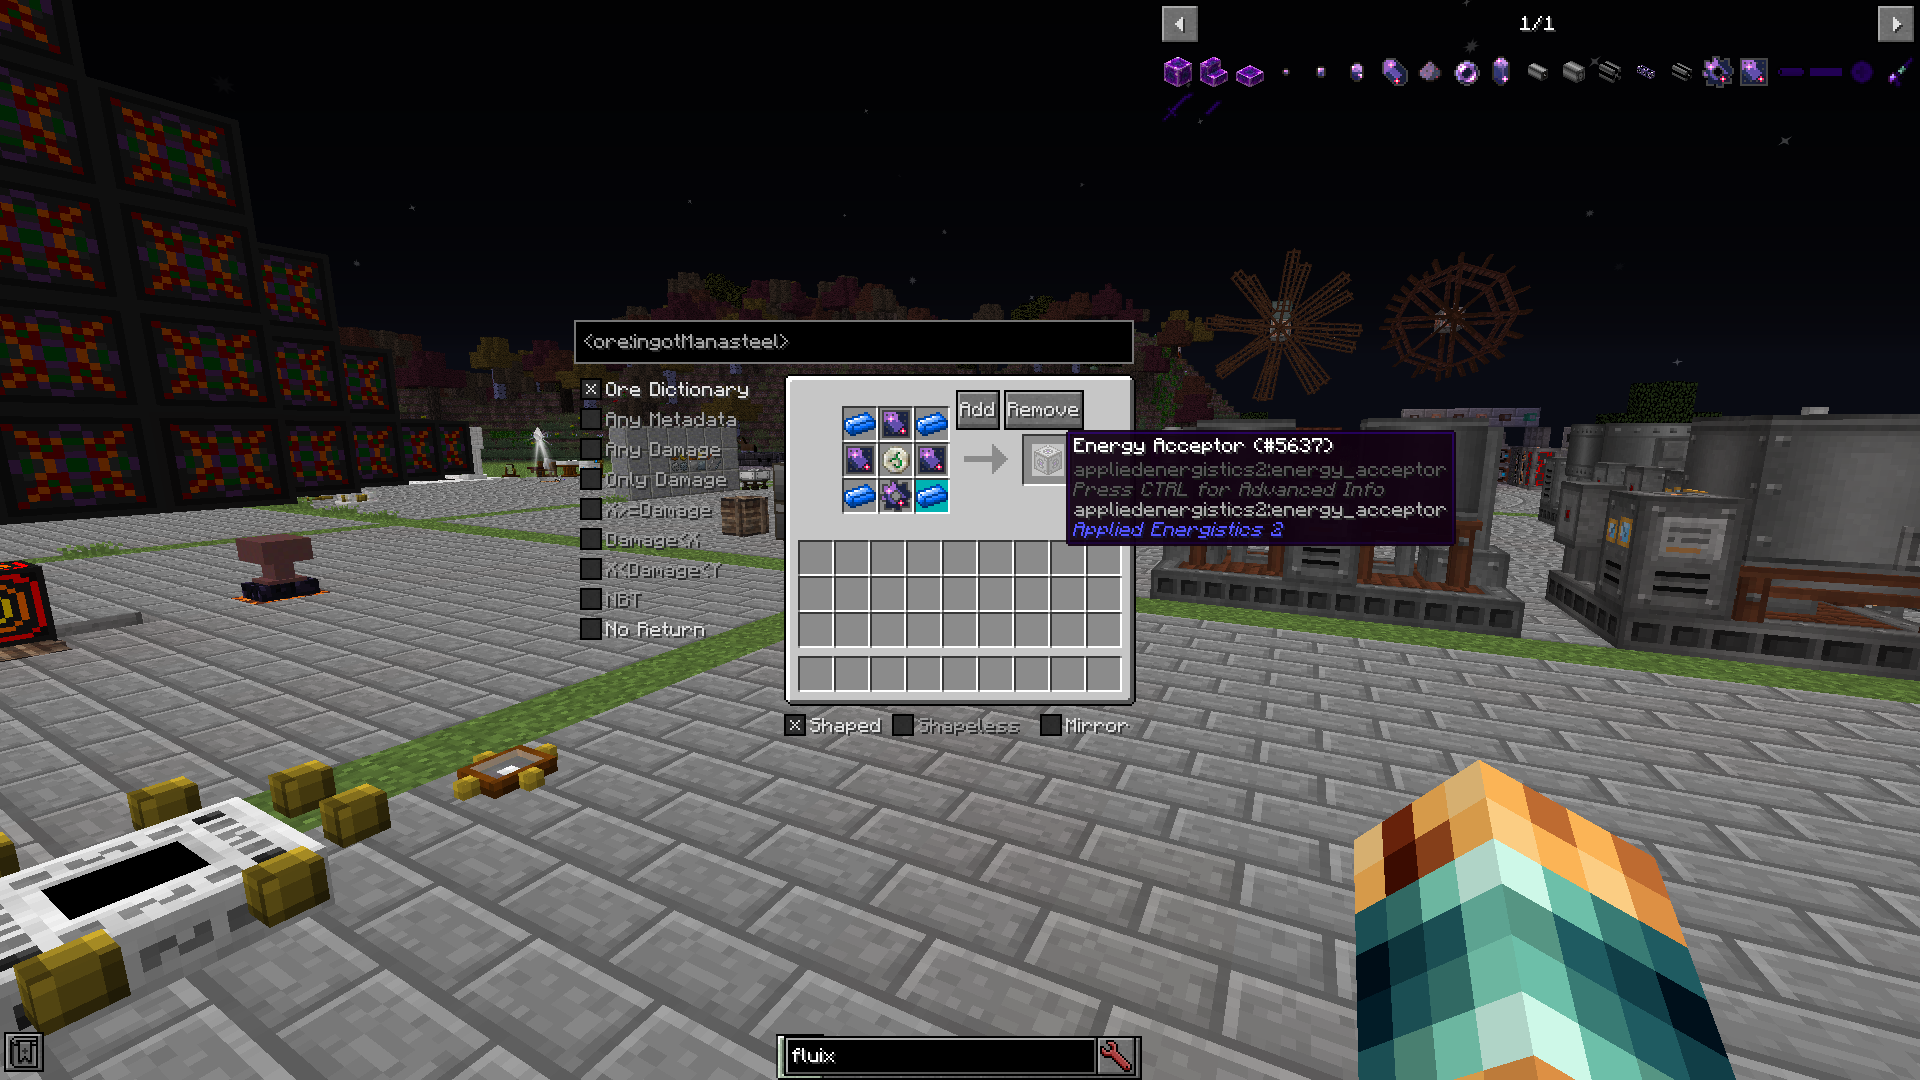 1/1
<ore:ingotManasteel>
Ore Dictionary
Any Metadata
Any Damage
Only Damage
X>=Damage
Damage<X
X<Damage<Y
NBT
No Return
Add
Remove
Energy Acceptor (#5637)
appliedenergistics2:energy_acceptor
Press CTRL for Advanced Info
appliedenergistics2:energy_acceptor
Applied Energistics 2
Shaped
Shapeless
Mirror
fluix